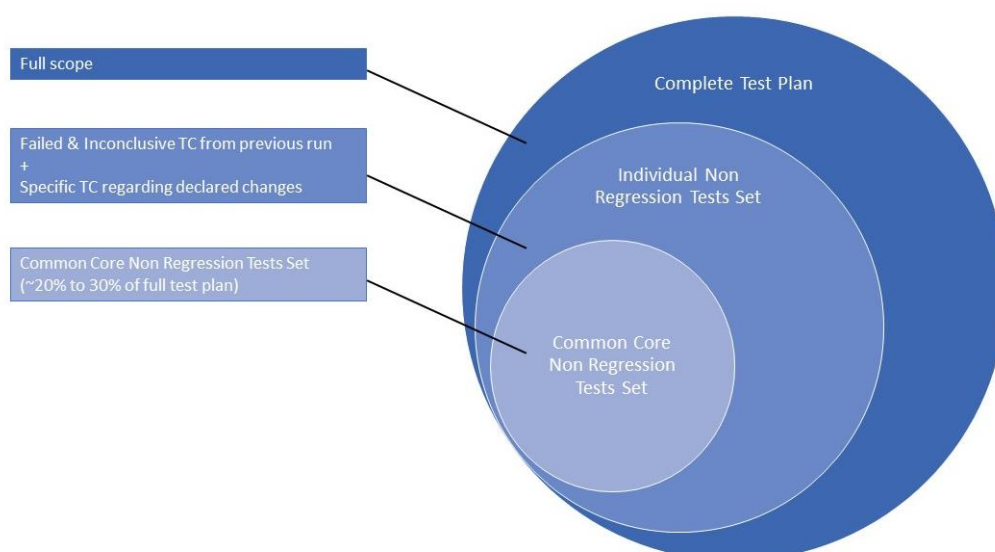 Full scope
Failed & Inconclusive TC from previous run
+
Specific TC regarding declared changes
Common Core Non Regression Tests Set
(~20% to 30% of full test plan)
Complete Test Plan
Individual Non
Regression Tests Set
Common Core
Non Regression
Tests Set